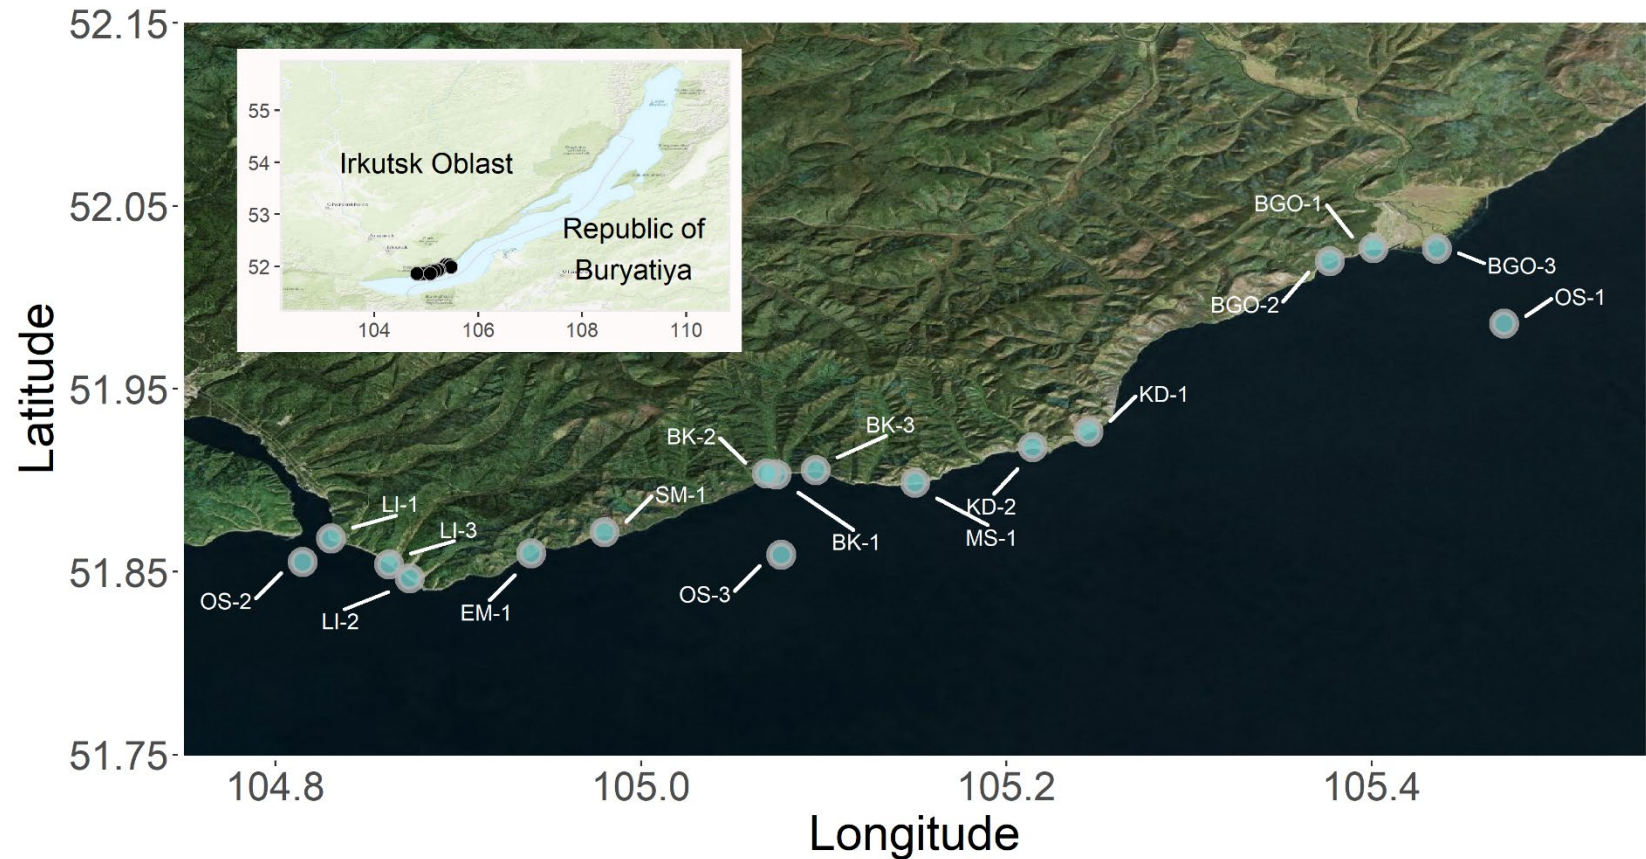 52.15
52.05
51.95
51.85
51.75
Latitude
55
54
53
52
104
106
108
110
Irkutsk Oblast
Republic of
Buryatiya
BGO-1
BGO-3
BGO-2
OS-1
KD-1
BK-3
BK-2
KD-2
MS-1
BK-1
SM-1
LI-1
LI-3
OS-3
OS-2
LI-2
EM-1
104.8
105.0
105.2
105.4
Longitude